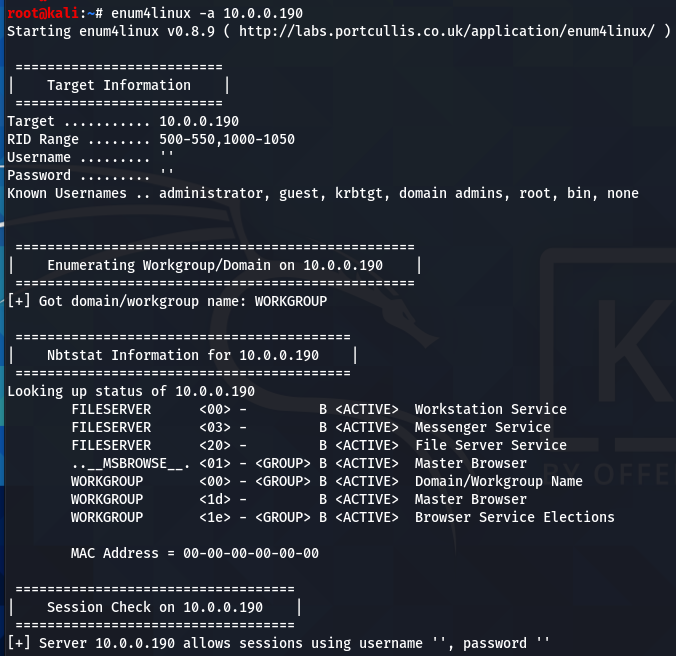 root@kali:~# enum4linux -a 10.0.0.190
Starting enum4linux v0.8.9 ( http://labs.portcullis.co.uk/application/enum4linux/ )
 ==========================
|    Target Information    |
 ==========================
Target ........... 10.0.0.190
RID Range ........ 500-550,1000-1050
Username ......... ''
Password ......... ''
Known Usernames .. administrator, guest, krbtgt, domain admins, root, bin, none
 ==================================================
|    Enumerating Workgroup/Domain on 10.0.0.190    |
 ==================================================
[+] Got domain/workgroup name: WORKGROUP
 ==========================================
|    Nbtstat Information for 10.0.0.190    |
 ==========================================
Looking up status of 10.0.0.190
        FILESERVER      <00> -         B <ACTIVE>  Workstation Service
        FILESERVER      <03> -         B <ACTIVE>  Messenger Service
        FILESERVER      <20> -         B <ACTIVE>  File Server Service
        ..__MSBROWSE__. <01> - <GROUP> B <ACTIVE>  Master Browser
        WORKGROUP       <00> - <GROUP> B <ACTIVE>  Domain/Workgroup Name
        WORKGROUP       <1d> -         B <ACTIVE>  Master Browser
        WORKGROUP       <1e> - <GROUP> B <ACTIVE>  Browser Service Elections
        MAC Address = 00-00-00-00-00-00
 ===================================
|    Session Check on 10.0.0.190    |
 ===================================
[+] Server 10.0.0.190 allows sessions using username '', password ''
K
BY OFFE